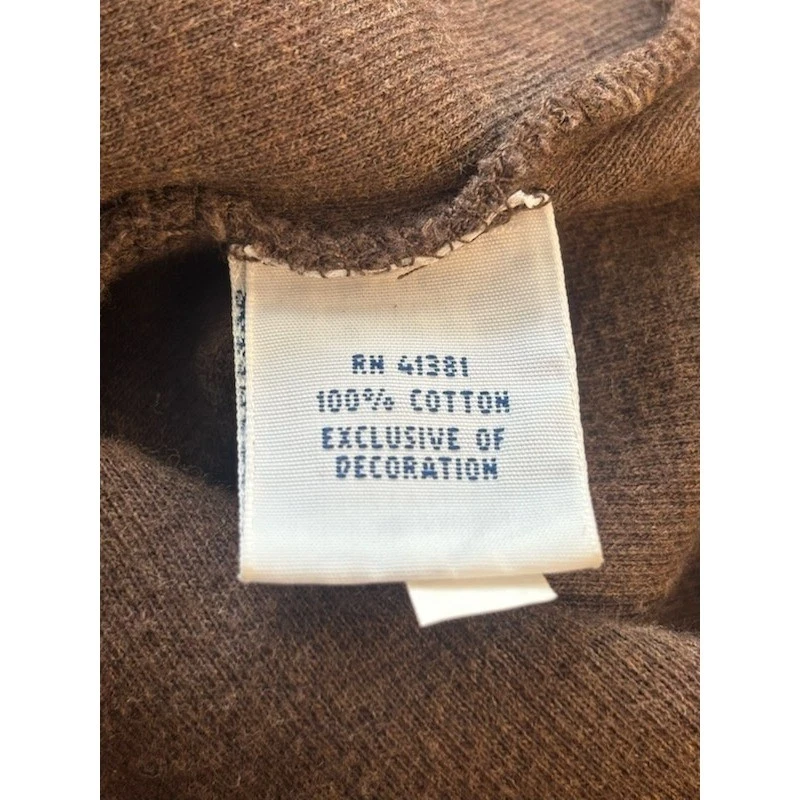 RN 41381
100% COTTON
EXCLUSIVE OF
DECORATION